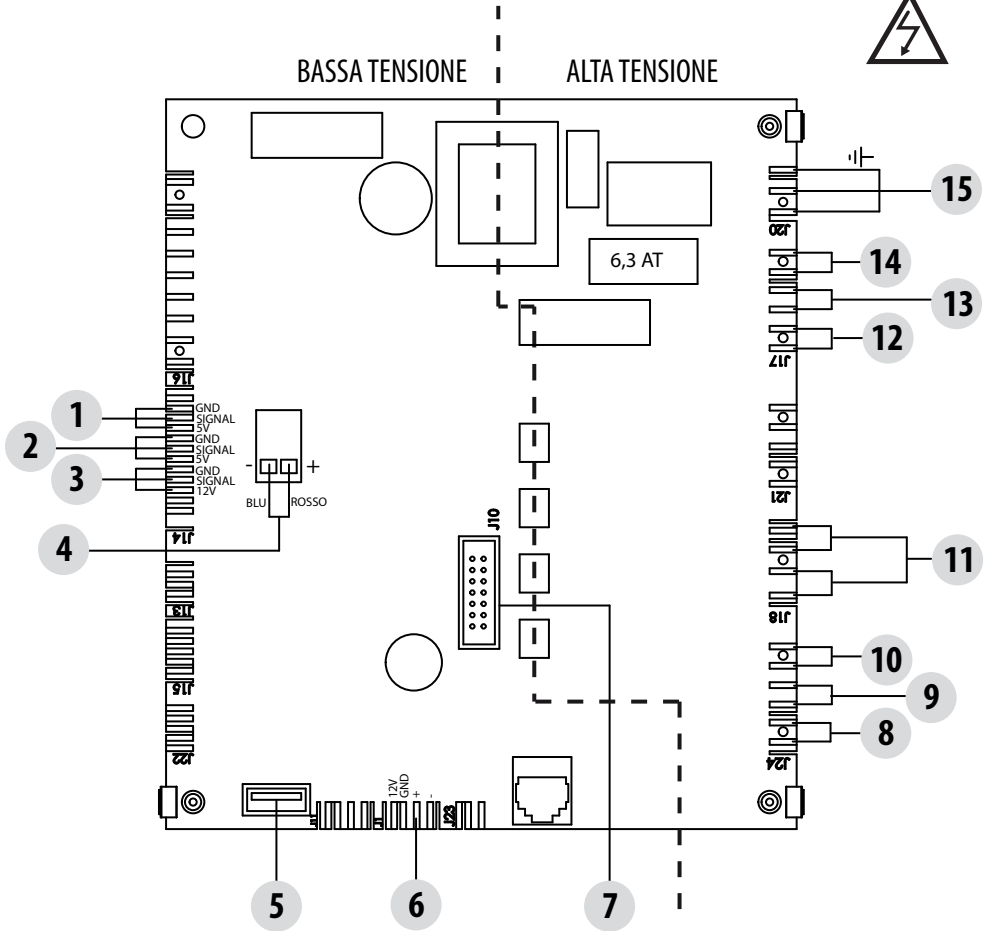 BASSA TENSIONE
ALTA TENSIONE
15
J20
6,3 AT
14
13
12
J17
J16
1
GND
SIGNAL
5V
2
GND
SIGNAL
5V
3
GND
SIGNAL
12V
- +
BLU ROSSO
J21
J10
J14
4
11
J13
J18
10
J15
9
8
J22
J24
12V
GND
+
-
J11
J1
J23
5
6
7